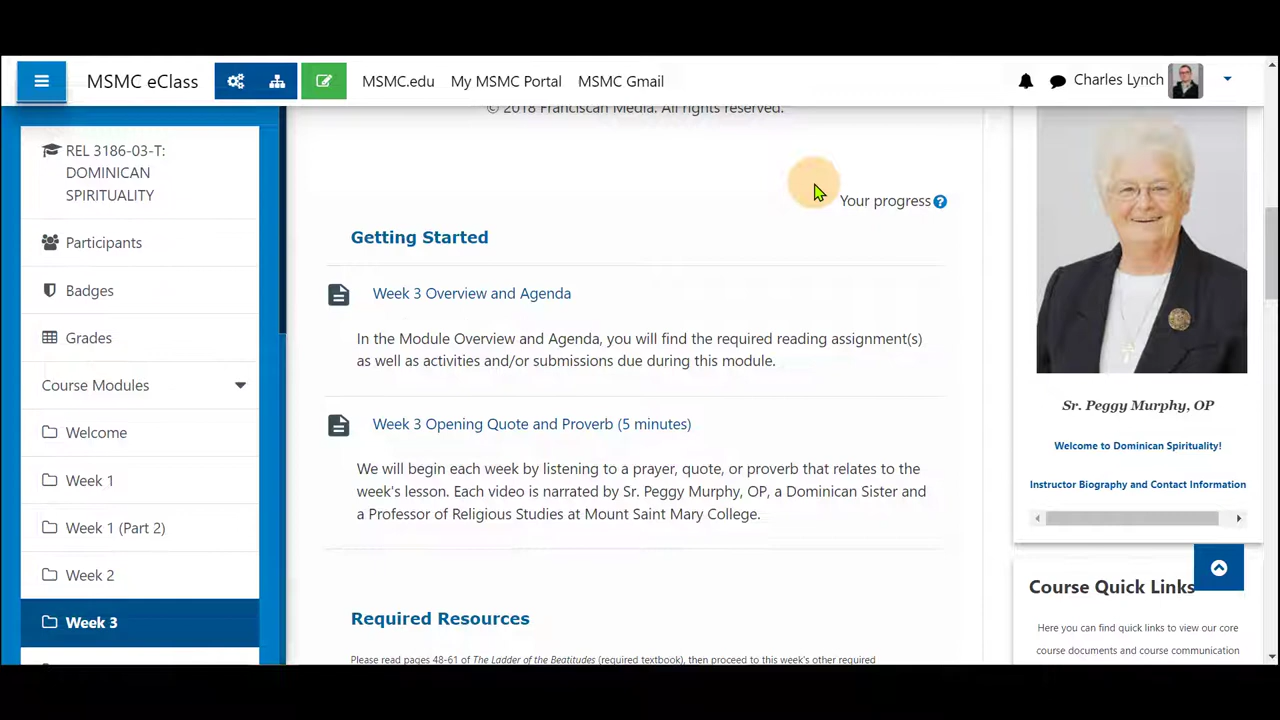 MSMC eClass
MSMC.edu
My MSMC Portal
MSMC Gmail
Charles Lynch
REL 3186-03-T:
DOMINICAN
SPIRITUALITY
Participants
Badges
Grades
Course Modules
Welcome
Week 1
Week 1 (Part 2)
Week 2
Week 3
© 2018 Franciscan Media. All rights reserved.
Your progress
Getting Started
Week 3 Overview and Agenda
In the Module Overview and Agenda, you will find the required reading assignment(s)
as well as activities and/or submissions due during this module.
Week 3 Opening Quote and Proverb (5 minutes)
We will begin each week by listening to a prayer, quote, or proverb that relates to the
week's lesson. Each video is narrated by Sr. Peggy Murphy, OP, a Dominican Sister and
a Professor of Religious Studies at Mount Saint Mary College.
Required Resources
Please read pages 48-61 of The Ladder of the Beatitudes (required textbook), then proceed to this week's other required
Sr. Peggy Murphy, OP
Welcome to Dominican Spirituality!
Instructor Biography and Contact Information
Course Quick Links
Here you can find quick links to view our core
course documents and course communication